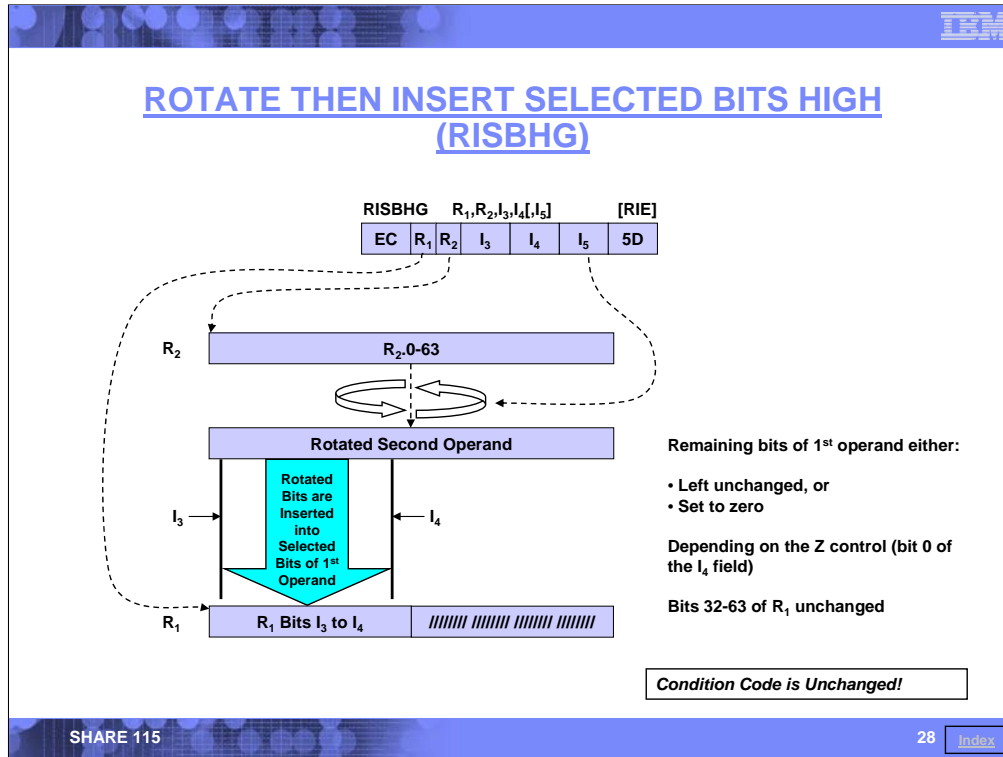 IBM
ROTATE THEN INSERT SELECTED BITS HIGH
(RISBHG)
RISBHG R₁,R₂,I₃,I₄[,I₅] [RIE]
EC R₁ R₂ I₃ I₄ I₅ 5D
R₂ R₂.0-63
Rotated Second Operand
Rotated
Bits are
Inserted
into
Selected
Bits of 1st
Operand
I₃
I₄
R₁ R₁ Bits I₃ to I₄ //////// //////// //////// ////////
Remaining bits of 1st operand either:
• Left unchanged, or
• Set to zero
Depending on the Z control (bit 0 of
the I₄ field)
Bits 32-63 of R₁ unchanged
Condition Code is Unchanged!
SHARE 115 28 Index